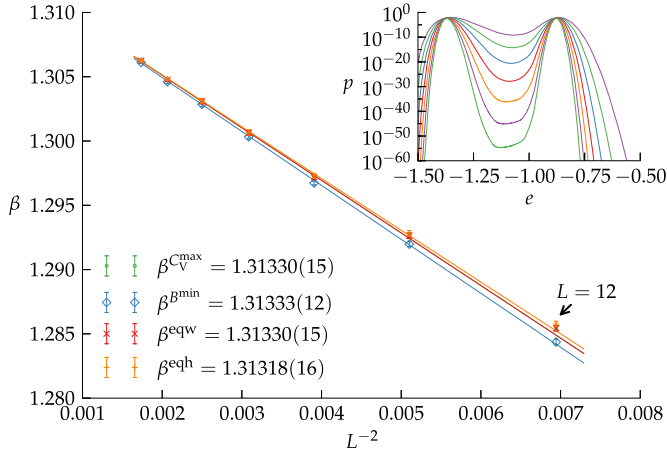 1.310
1.305
1.300
1.295
1.290
1.285
1.280
β
0.001 0.002 0.003 0.004 0.005 0.006 0.007 0.008
L⁻²
β^{C_V^{max}} = 1.31330(15)
β^{B^{min}} = 1.31333(12)
β^{eqw} = 1.31330(15)
β^{eqh} = 1.31318(16)
L = 12
10⁰
10⁻¹⁰
10⁻²⁰
10⁻³⁰
10⁻⁴⁰
10⁻⁵⁰
10⁻⁶⁰
p
−1.50 −1.25 −1.00 −0.75 −0.50
e